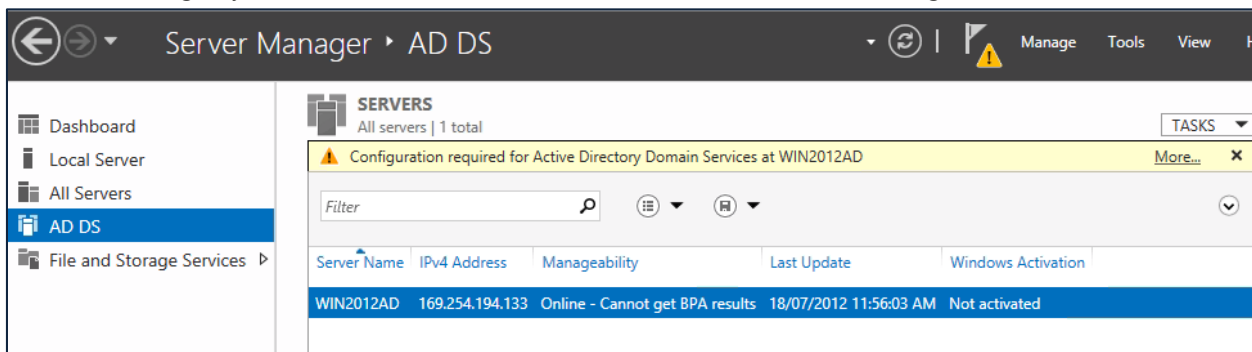 Server Manager ‣ AD DS
Manage Tools View
Dashboard
Local Server
All Servers
AD DS
File and Storage Services
SERVERS
All servers | 1 total
TASKS
Configuration required for Active Directory Domain Services at WIN2012AD More...
Filter
Server Name IPv4 Address Manageability Last Update Windows Activation
WIN2012AD 169.254.194.133 Online - Cannot get BPA results 18/07/2012 11:56:03 AM Not activated